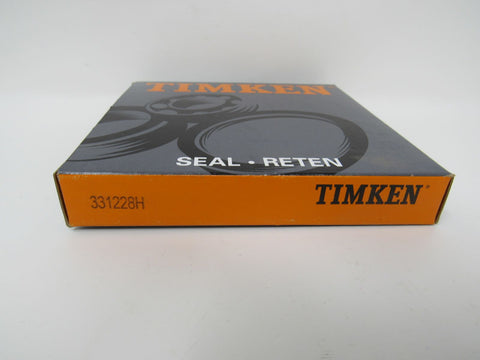 TIMKEN
SEAL • RETEN
331228H
TIMKEN®